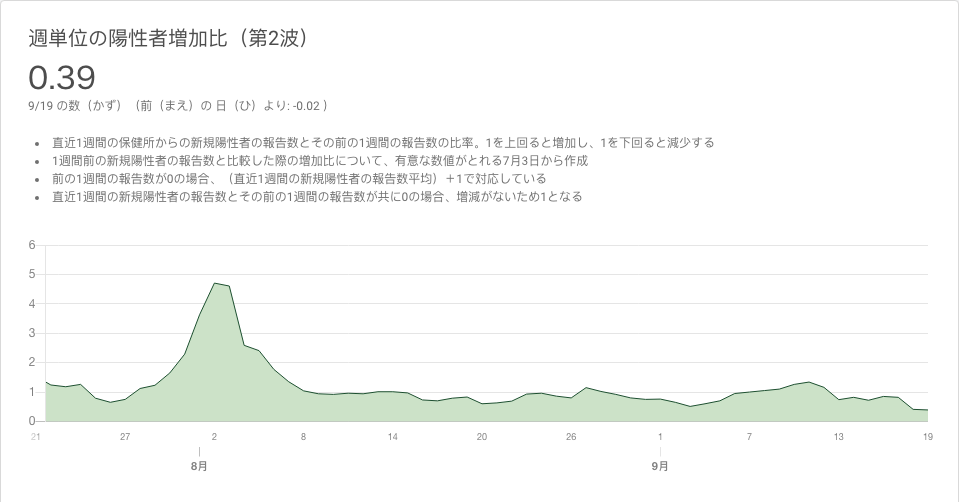 週単位の陽性者増加比（第2波）
0.39
9/19 の数（かず）（前（まえ）の 日（ひ）より: -0.02 ）
直近1週間の保健所からの新規陽性者の報告数とその前の1週間の報告数の比率。1を上回ると増加し、1を下回ると減少する
1週間前の新規陽性者の報告数と比較した際の増加比について、有意な数値がとれる7月3日から作成
前の1週間の報告数が0の場合、（直近1週間の新規陽性者の報告数平均）＋1で対応している
直近1週間の新規陽性者の報告数とその前の1週間の報告数が共に0の場合、増減がないため1となる
6
5
4
3
2
1
0
21 27 2 8 14 20 26 1 7 13 19
8月 9月